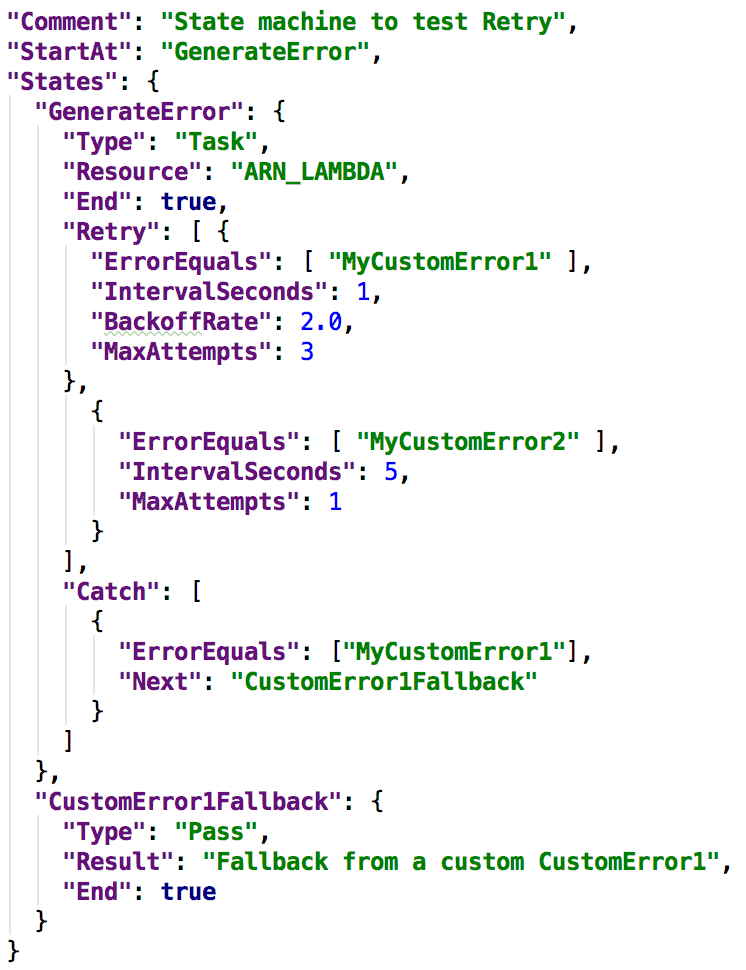 "Comment": "State machine to test Retry",
"StartAt": "GenerateError",
"States": {
  "GenerateError": {
    "Type": "Task",
    "Resource": "ARN_LAMBDA",
    "End": true,
    "Retry": [ {
      "ErrorEquals": [ "MyCustomError1" ],
      "IntervalSeconds": 1,
      "BackoffRate": 2.0,
      "MaxAttempts": 3
    },
      {
        "ErrorEquals": [ "MyCustomError2" ],
        "IntervalSeconds": 5,
        "MaxAttempts": 1
      }
    ],
    "Catch": [
      {
        "ErrorEquals": ["MyCustomError1"],
        "Next": "CustomError1Fallback"
      }
    ]
  },
  "CustomError1Fallback": {
    "Type": "Pass",
    "Result": "Fallback from a custom CustomError1",
    "End": true
  }
}